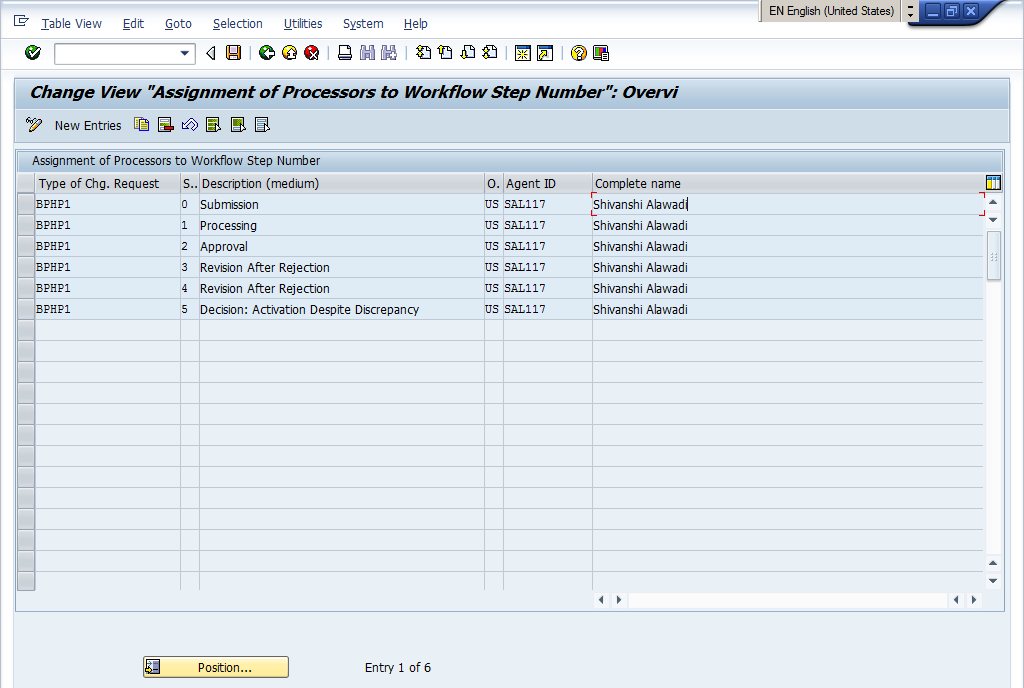 EN English (United States)
Table View Edit Goto Selection Utilities System Help
Change View "Assignment of Processors to Workflow Step Number": Overvi
New Entries
Assignment of Processors to Workflow Step Number
Type of Chg. Request S.. Description (medium) O. Agent ID Complete name
BPHP1 0 Submission US SAL117 Shivanshi Alawadi
BPHP1 1 Processing US SAL117 Shivanshi Alawadi
BPHP1 2 Approval US SAL117 Shivanshi Alawadi
BPHP1 3 Revision After Rejection US SAL117 Shivanshi Alawadi
BPHP1 4 Revision After Rejection US SAL117 Shivanshi Alawadi
BPHP1 5 Decision: Activation Despite Discrepancy US SAL117 Shivanshi Alawadi
Position... Entry 1 of 6